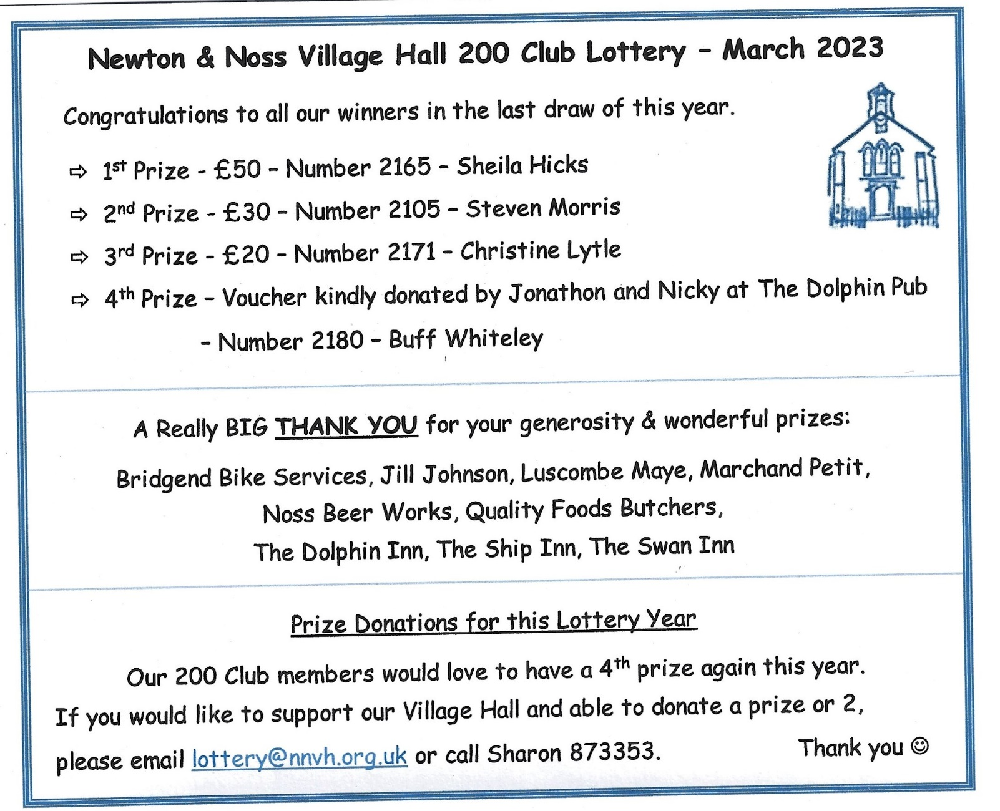 Newton & Noss Village Hall 200 Club Lottery – March 2023
Congratulations to all our winners in the last draw of this year.
⇨ 1st Prize - £50 – Number 2165 – Sheila Hicks
⇨ 2nd Prize - £30 – Number 2105 – Steven Morris
⇨ 3rd Prize - £20 – Number 2171 – Christine Lytle
⇨ 4th Prize – Voucher kindly donated by Jonathon and Nicky at The Dolphin Pub
– Number 2180 – Buff Whiteley
A Really BIG THANK YOU for your generosity & wonderful prizes:
Bridgend Bike Services, Jill Johnson, Luscombe Maye, Marchand Petit,
Noss Beer Works, Quality Foods Butchers,
The Dolphin Inn, The Ship Inn, The Swan Inn
Prize Donations for this Lottery Year
Our 200 Club members would love to have a 4th prize again this year.
If you would like to support our Village Hall and able to donate a prize or 2,
please email lottery@nnvh.org.uk or call Sharon 873353. Thank you ☺